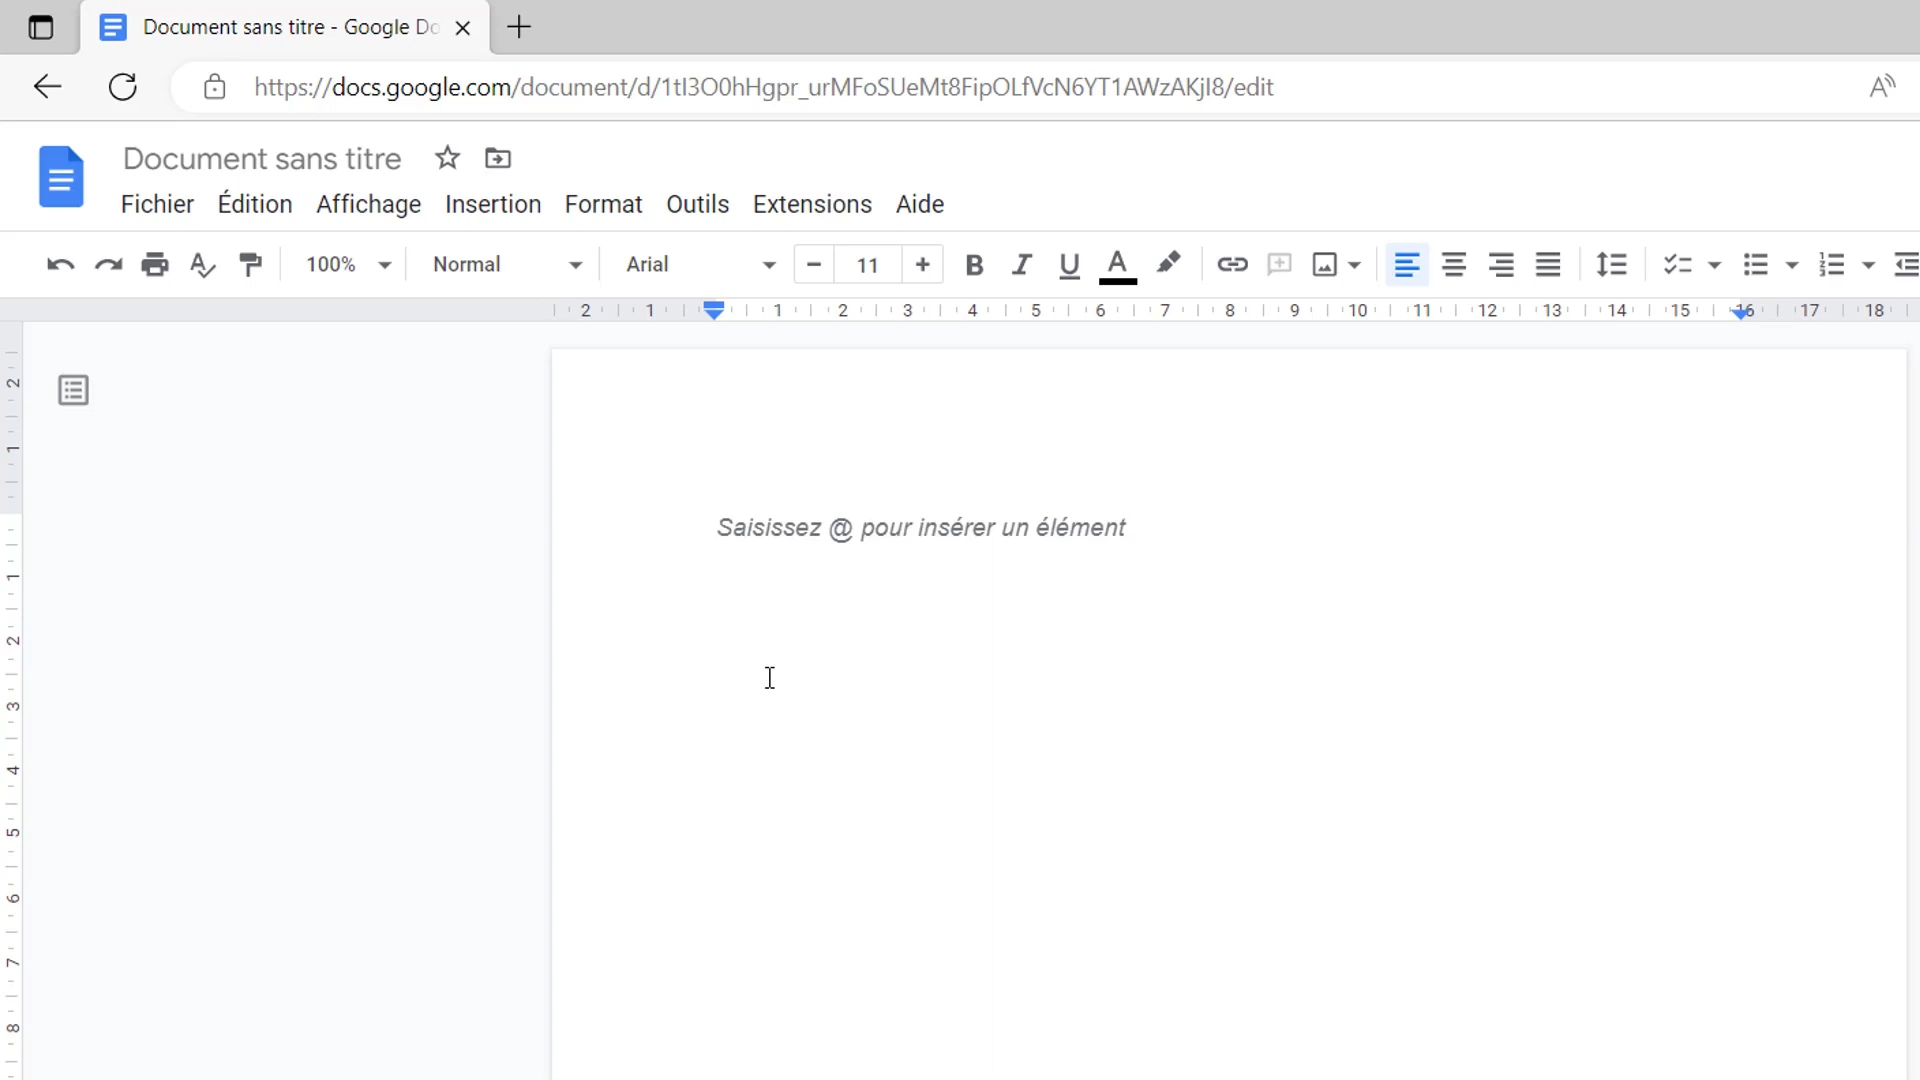 Document sans titre - Google Do
https://docs.google.com/document/d/1tI3O0hHgpr_urMFoSUeMt8FipOLfVcN6YT1AWzAKjI8/edit
Document sans titre
Fichier Édition Affichage Insertion Format Outils Extensions Aide
100% Normal Arial 11
2 1 1 2 3 4 5 6 7 8 9 10 11 12 13 14 15 16 17 18
2
1
Saisissez @ pour insérer un élément
1
2
3
4
5
6
7
8